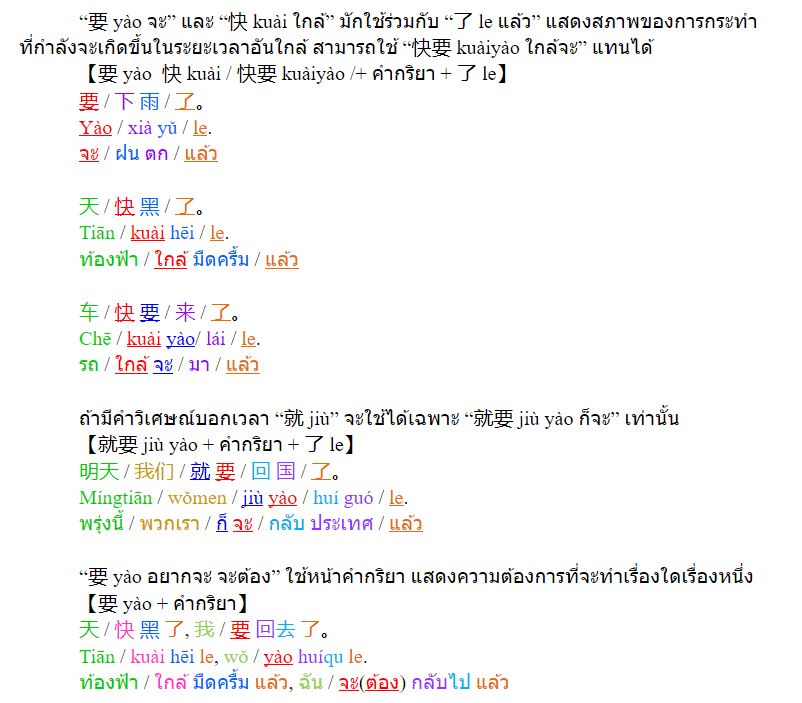 “要 yào จะ” และ “快 kuài ใกล้” มักใช้ร่วมกับ “了 le แล้ว” แสดงสภาพของการกระทำ
ที่กำลังจะเกิดขึ้นในระยะเวลาอันใกล้ สามารถใช้ “快要 kuàiyào ใกล้จะ” แทนได้
【要 yào 快 kuài / 快要 kuàiyào /+ คำกริยา + 了 le】
要 / 下 雨 / 了。
Yào / xià yǔ / le.
จะ / ฝน ตก / แล้ว
天 / 快 黑 / 了。
Tiān / kuài hēi / le.
ท้องฟ้า / ใกล้ มืดครื้ม / แล้ว
车 / 快 要 / 来 / 了。
Chē / kuài yào/ lái / le.
รถ / ใกล้ จะ / มา / แล้ว
ถ้ามีคำวิเศษณ์บอกเวลา “就 jiù” จะใช้ได้เฉพาะ “就要 jiù yào ก็จะ” เท่านั้น
【就要 jiù yào + คำกริยา + 了 le】
明天 / 我们 / 就 要 / 回 国 / 了。
Míngtiān / wǒmen / jiù yào / huí guó / le.
พรุ่งนี้ / พวกเรา / ก็ จะ / กลับ ประเทศ / แล้ว
“要 yào อยากจะ จะต้อง” ใช้หน้าคำกริยา แสดงความต้องการที่จะทำเรื่องใดเรื่องหนึ่ง
【要 yào + คำกริยา】
天 / 快 黑 了, 我 / 要 回去 了。
Tiān / kuài hēi le, wǒ / yào huíqu le.
ท้องฟ้า / ใกล้ มืดครื้ม แล้ว, ฉัน / จะ(ต้อง) กลับไป แล้ว